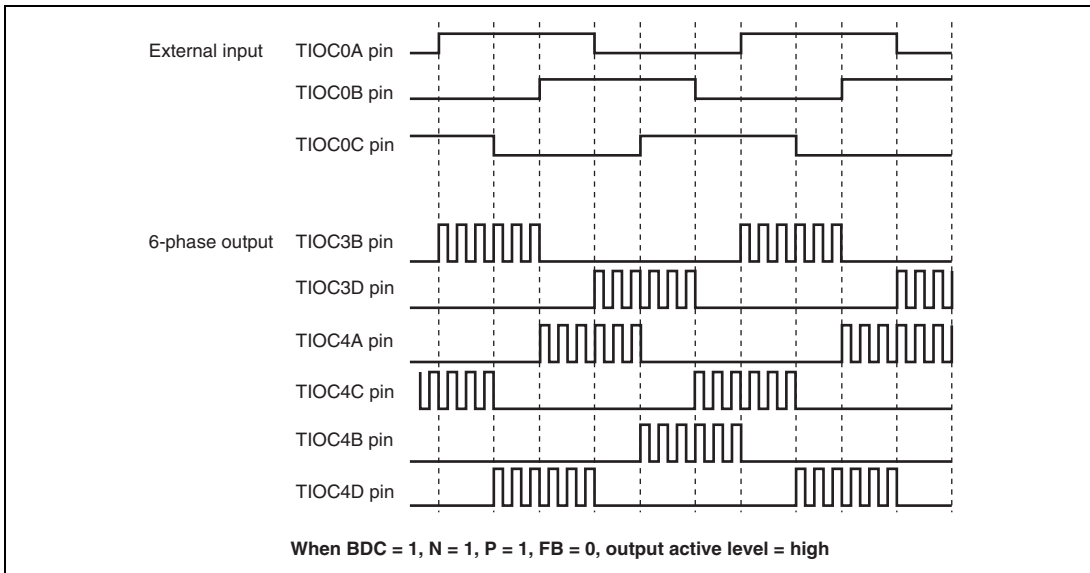 External input TIOC0A pin
TIOC0B pin
TIOC0C pin
6-phase output TIOC3B pin
TIOC3D pin
TIOC4A pin
TIOC4C pin
TIOC4B pin
TIOC4D pin
When BDC = 1, N = 1, P = 1, FB = 0, output active level = high